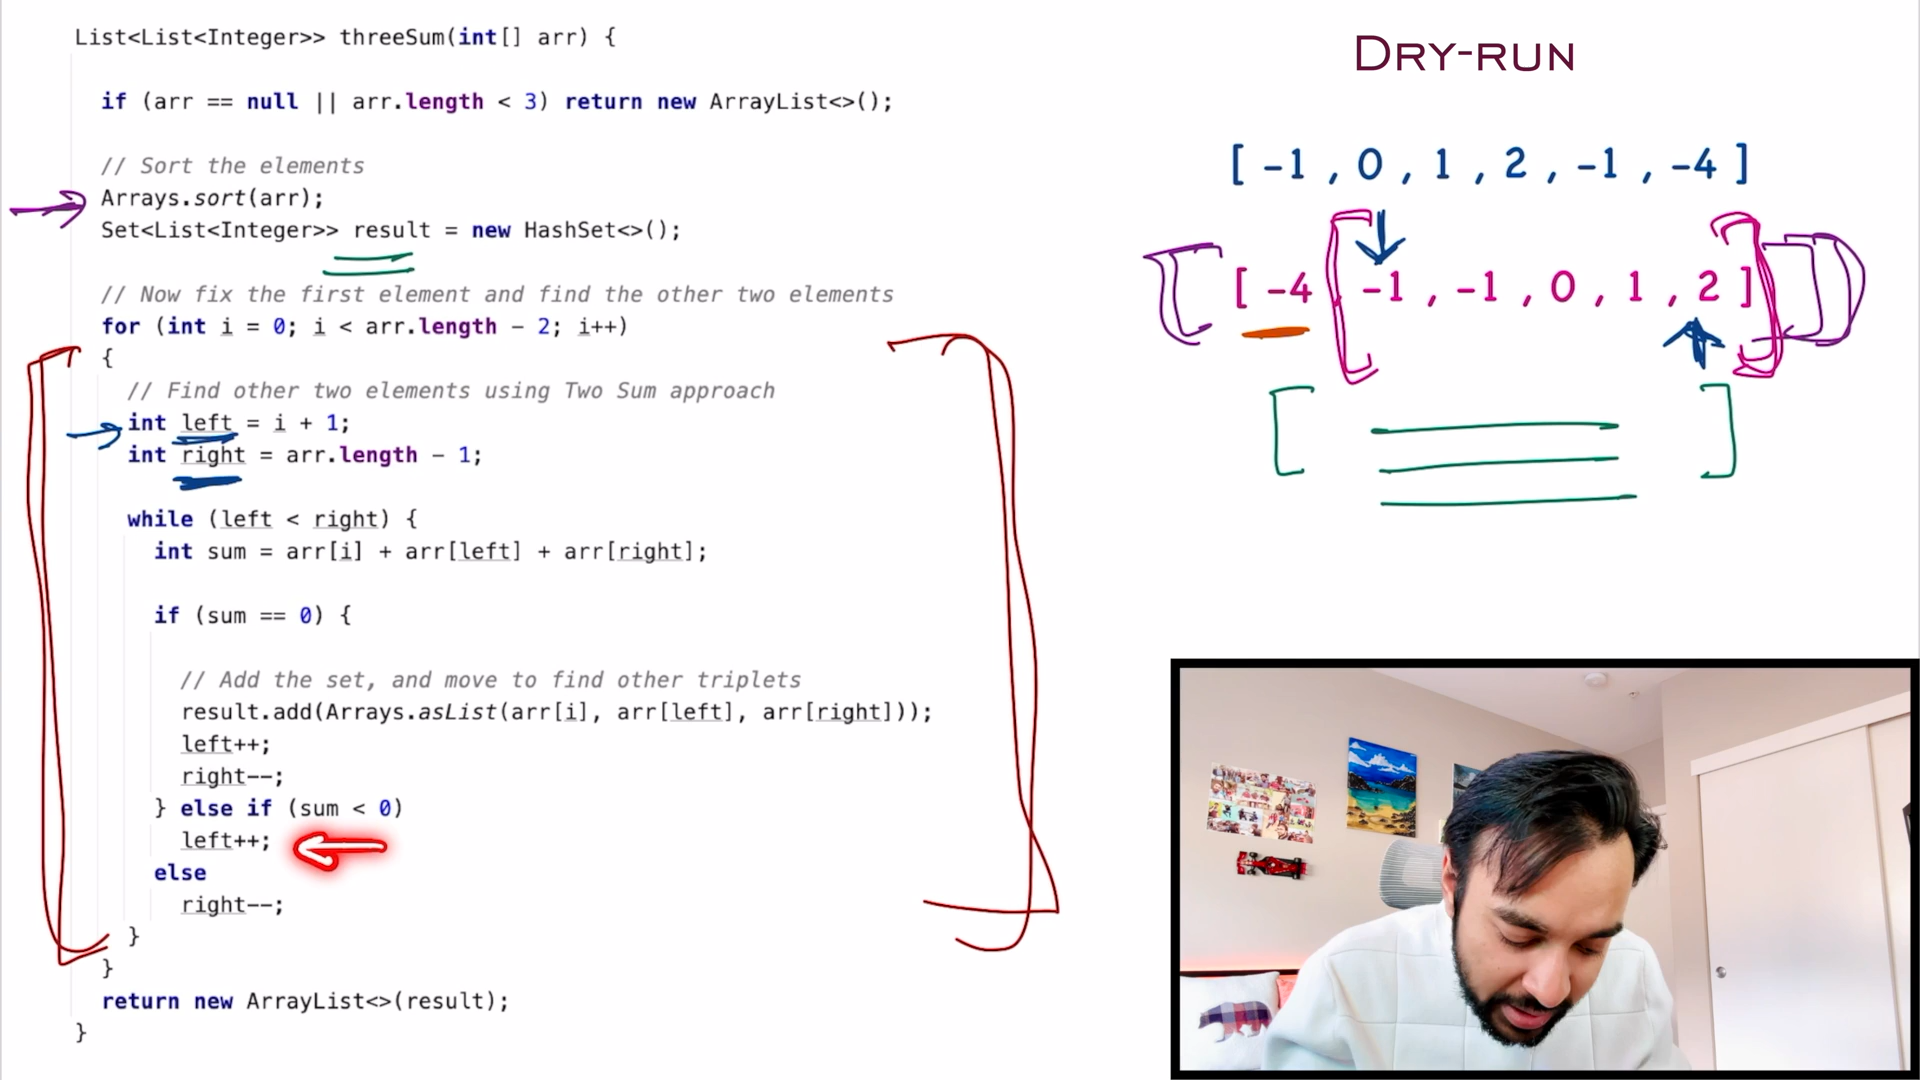 List<List<Integer>> threeSum(int[] arr) {
if (arr == null || arr.length < 3) return new ArrayList<>();
// Sort the elements
Arrays.sort(arr);
Set<List<Integer>> result = new HashSet<>();
// Now fix the first element and find the other two elements
for (int i = 0; i < arr.length - 2; i++)
{
// Find other two elements using Two Sum approach
int left = i + 1;
int right = arr.length - 1;
while (left < right) {
int sum = arr[i] + arr[left] + arr[right];
if (sum == 0) {
// Add the set, and move to find other triplets
result.add(Arrays.asList(arr[i], arr[left], arr[right]));
left++;
right--;
} else if (sum < 0)
left++;
else
right--;
}
}
return new ArrayList<>(result);
}
DRY-RUN
[ -1 , 0 , 1 , 2 , -1 , -4 ]
[ -4 , -1 , -1 , 0 , 1 , 2 ]